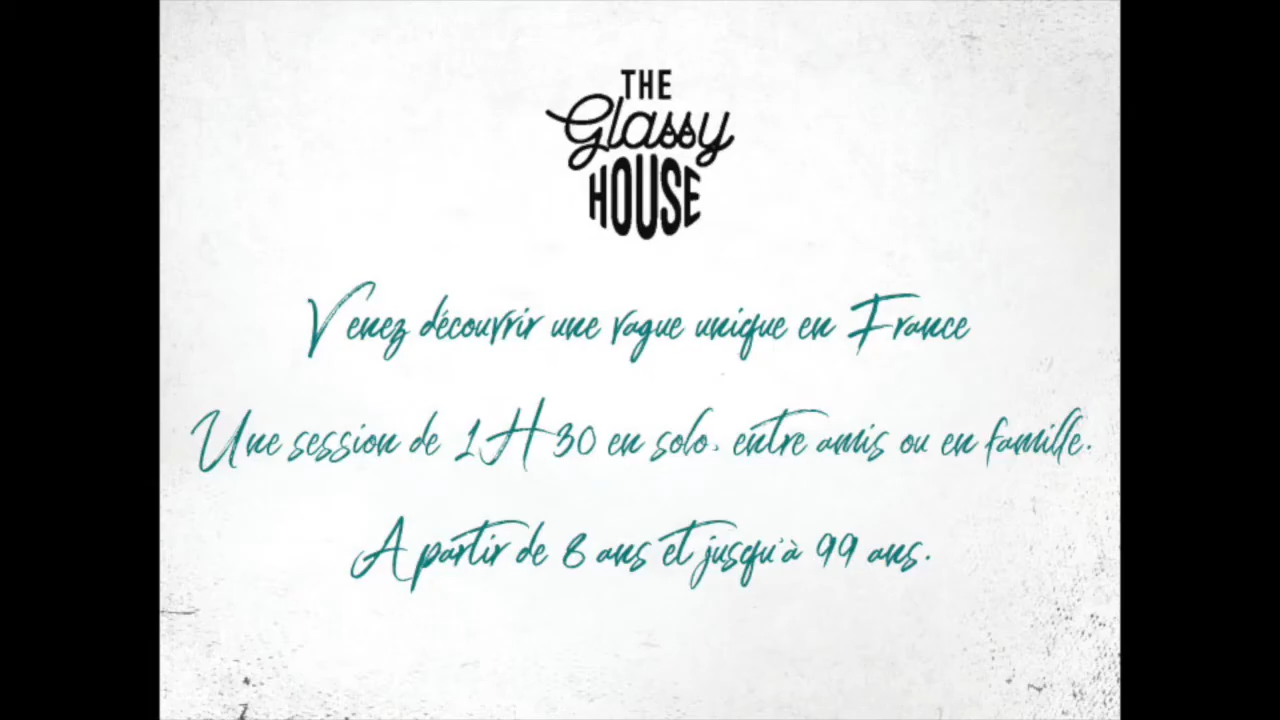 THE
Glassy
HOUSE
Venez découvrir une vague unique en France
Une session de 1H30 en solo, entre amis ou en famille.
A partir de 8 ans et jusqu'à 99 ans.